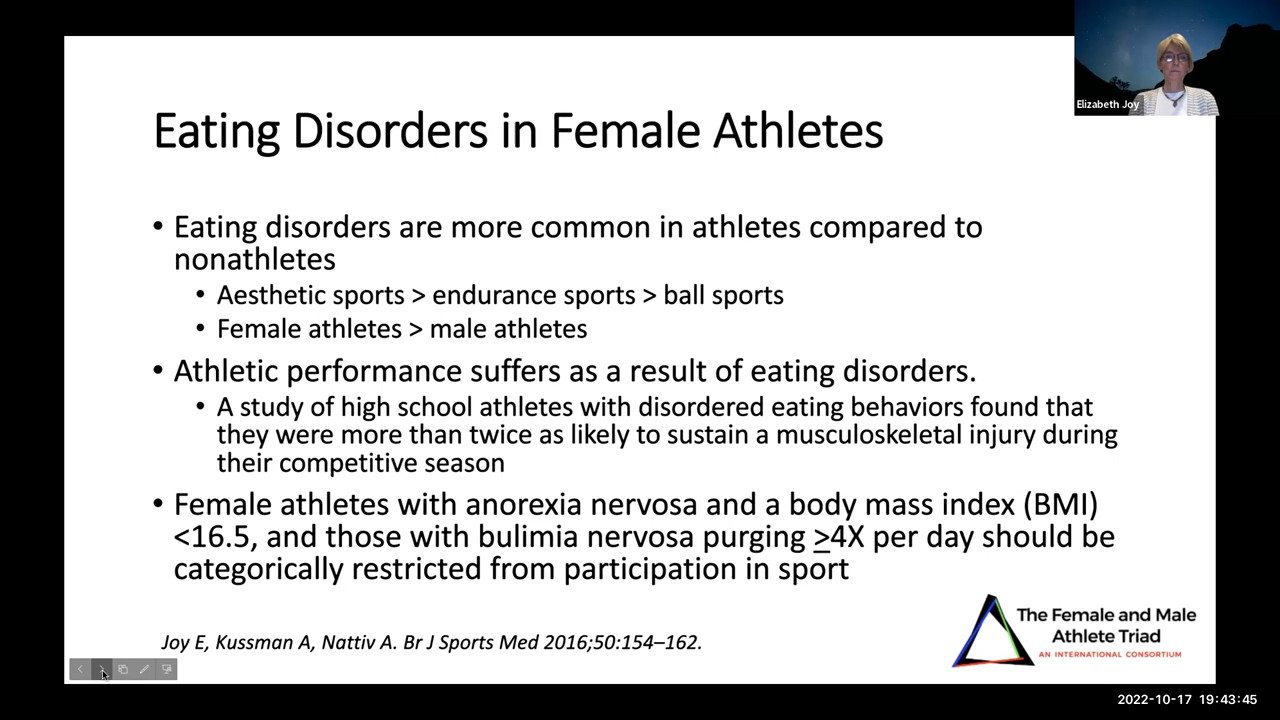 Elizabeth Joy
Eating Disorders in Female Athletes
• Eating disorders are more common in athletes compared to
nonathletes
• Aesthetic sports > endurance sports > ball sports
• Female athletes > male athletes
• Athletic performance suffers as a result of eating disorders.
• A study of high school athletes with disordered eating behaviors found that
they were more than twice as likely to sustain a musculoskeletal injury during
their competitive season
• Female athletes with anorexia nervosa and a body mass index (BMI)
<16.5, and those with bulimia nervosa purging >4X per day should be
categorically restricted from participation in sport
Joy E, Kussman A, Nattiv A. Br J Sports Med 2016;50:154–162.
The Female and Male
Athlete Triad
AN INTERNATIONAL CONSORTIUM
2022-10-17 19:43:45